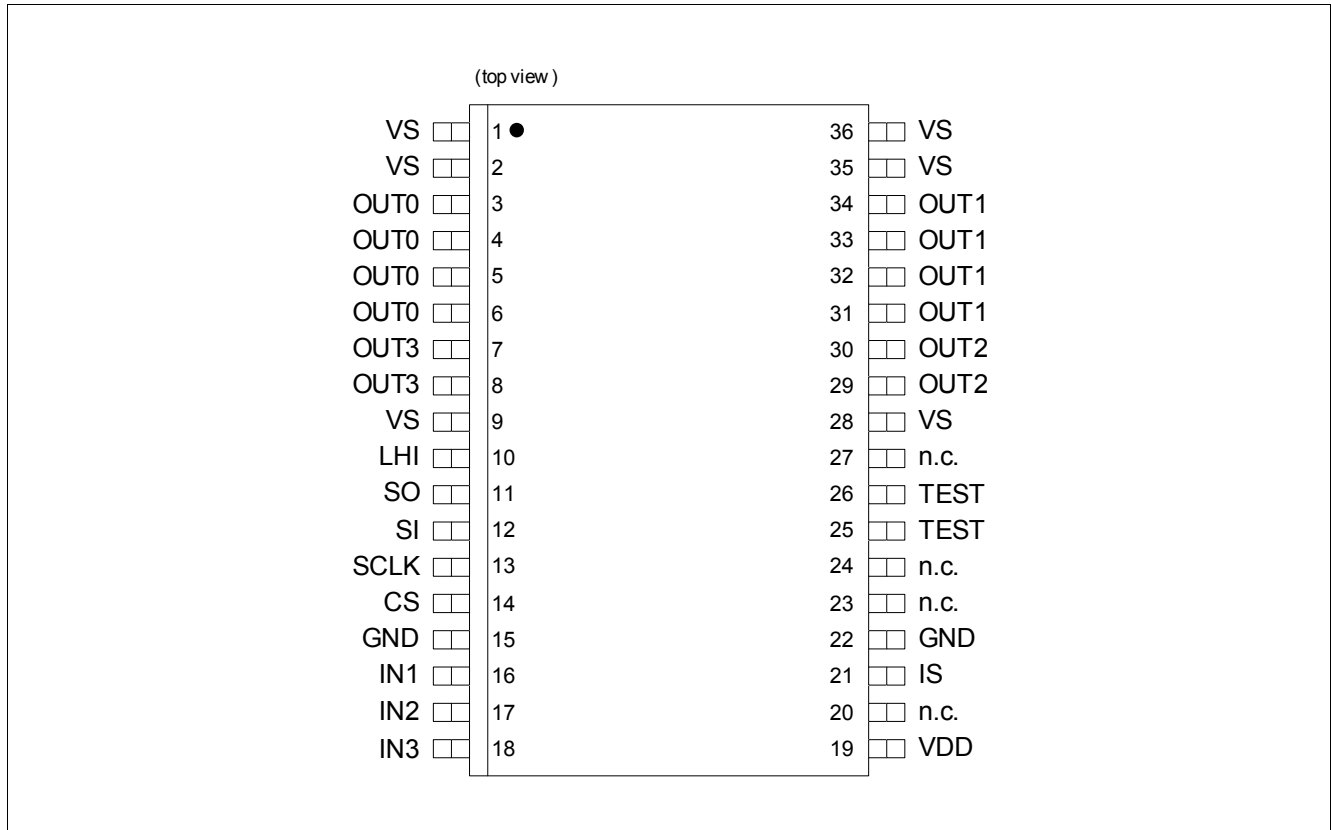 (top view)
VS 1 36 VS
VS 2 35 VS
OUT0 3 34 OUT1
OUT0 4 33 OUT1
OUT0 5 32 OUT1
OUT0 6 31 OUT1
OUT3 7 30 OUT2
OUT3 8 29 OUT2
VS 9 28 VS
LHI 10 27 n.c.
SO 11 26 TEST
SI 12 25 TEST
SCLK 13 24 n.c.
CS 14 23 n.c.
GND 15 22 GND
IN1 16 21 IS
IN2 17 20 n.c.
IN3 18 19 VDD